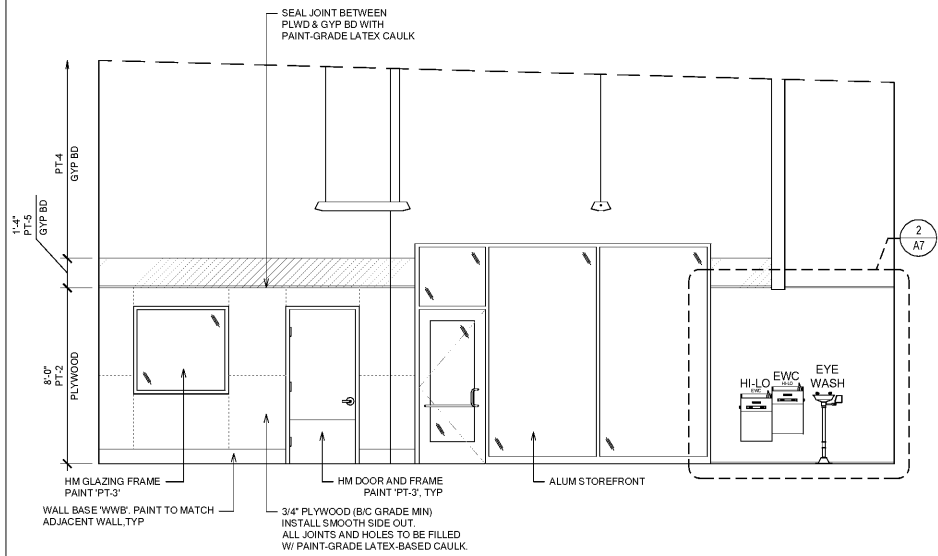 SEAL JOINT BETWEEN
PLWD & GYP BD WITH
PAINT-GRADE LATEX CAULK
PT-4
GYP BD
1'-4"
PT-5
GYP BD
8'-0"
PT-2
PLYWOOD
2
A7
HI-LO
EWC
EWC
HI-LO
EYE
WASH
HM GLAZING FRAME
PAINT 'PT-3'
WALL BASE 'WWB'. PAINT TO MATCH
ADJACENT WALL,TYP
HM DOOR AND FRAME
PAINT 'PT-3', TYP
3/4" PLYWOOD (B/C GRADE MIN)
INSTALL SMOOTH SIDE OUT.
ALL JOINTS AND HOLES TO BE FILLED
W/ PAINT-GRADE LATEX-BASED CAULK.
ALUM STOREFRONT